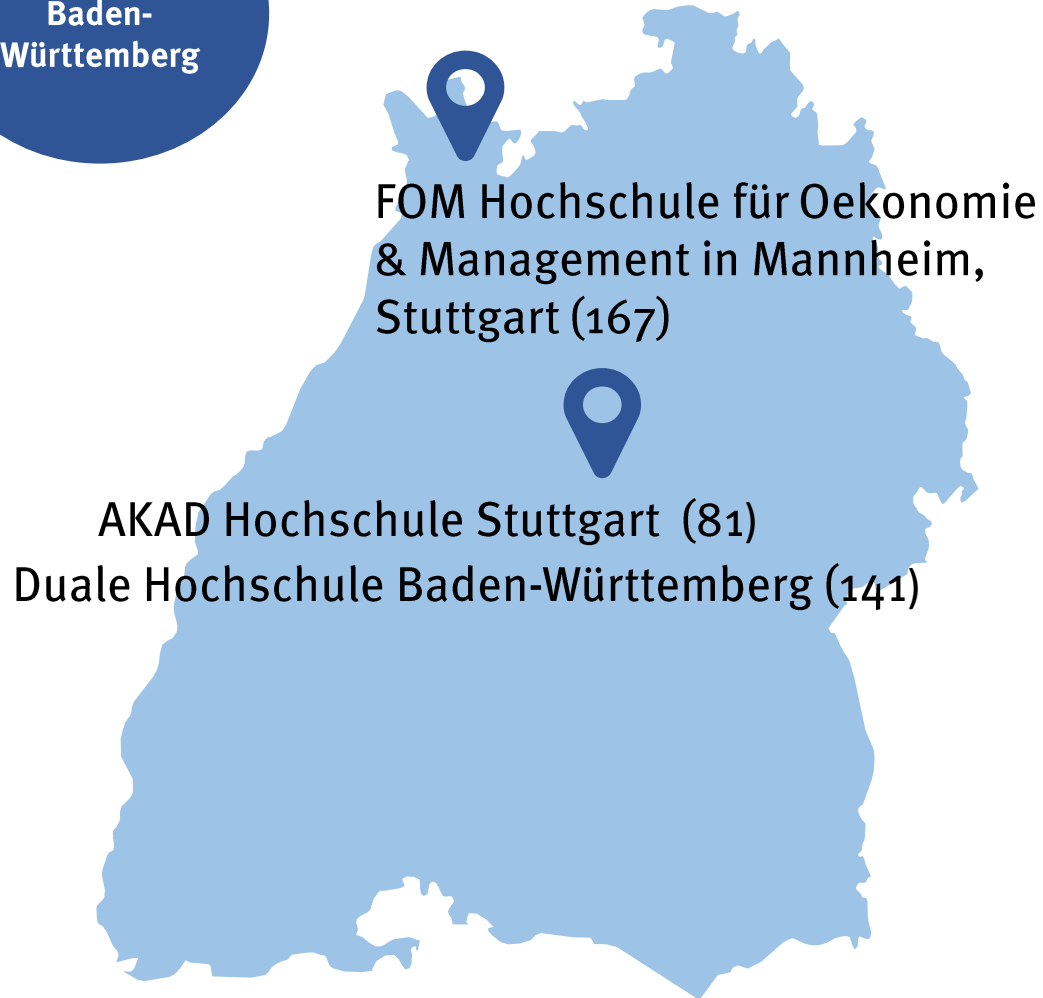 Baden-
Württemberg
FOM Hochschule für Oekonomie
& Management in Mannheim,
Stuttgart (167)
AKAD Hochschule Stuttgart (81)
Duale Hochschule Baden-Württemberg (141)